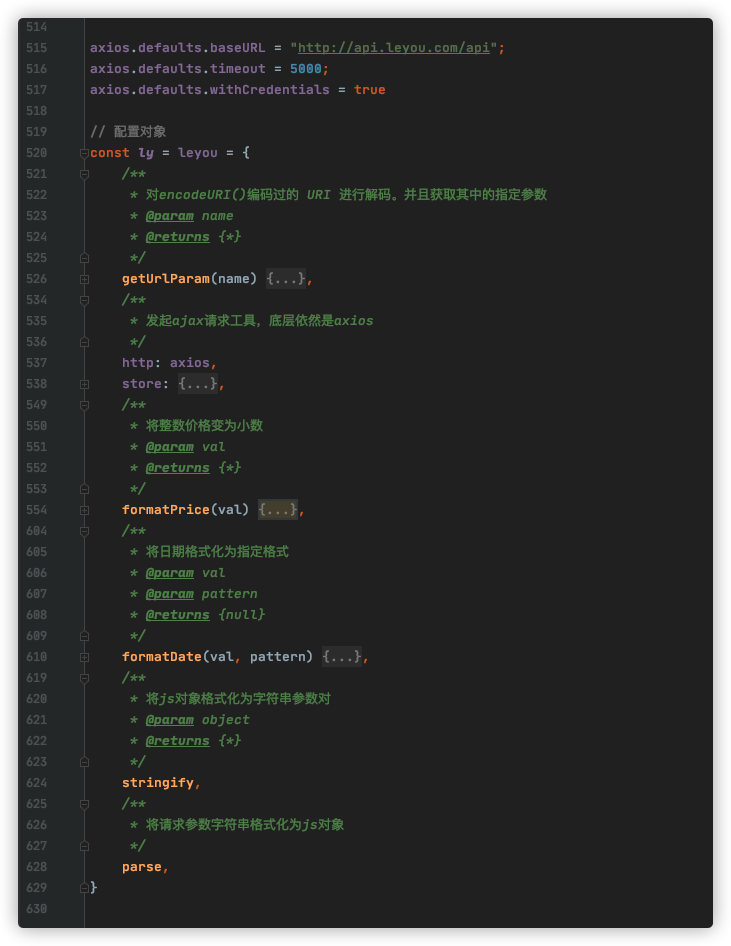 514
515 axios.defaults.baseURL = "http://api.leyou.com/api";
516 axios.defaults.timeout = 5000;
517 axios.defaults.withCredentials = true
518
519 // 配置对象
520 const ly = leyou = {
521 /**
522 * 对encodeURI()编码过的 URI 进行解码。并且获取其中的指定参数
523 * @param name
524 * @returns {*}
525 */
526 getUrlParam(name) {...},
534 /**
535 * 发起ajax请求工具，底层依然是axios
536 */
537 http: axios,
538 store: {...},
549 /**
550 * 将整数价格变为小数
551 * @param val
552 * @returns {*}
553 */
554 formatPrice(val) {...},
604 /**
605 * 将日期格式化为指定格式
606 * @param val
607 * @param pattern
608 * @returns {null}
609 */
610 formatDate(val, pattern) {...},
619 /**
620 * 将js对象格式化为字符串参数对
621 * @param object
622 * @returns {*}
623 */
624 stringify,
625 /**
626 * 将请求参数字符串格式化为js对象
627 */
628 parse,
629 }
630